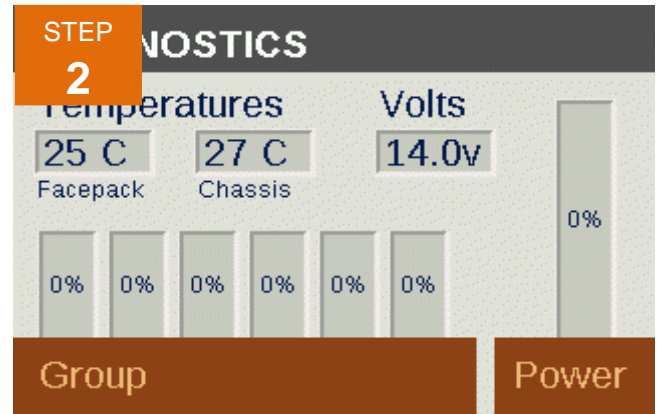 STEP
2
NOSTICS
Temperatures Volts
25 C 27 C 14.0v
Facepack Chassis
0%
0% 0% 0% 0% 0% 0%
Group Power